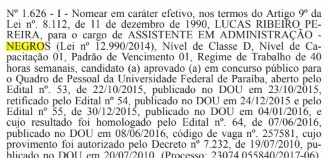 Nº 1.626 - I - Nomear em caráter efetivo, nos termos do Artigo 9º da
Lei nº. 8.112, de 11 de dezembro de 1990, LUCAS RIBEIRO PE-
REIRA, para o cargo de ASSISTENTE EM ADMINISTRAÇÃO -
NEGROS (Lei nº 12.990/2014), Nível de Classe D, Nível de Ca-
pacitação 01, Padrão de Vencimento 01, Regime de Trabalho de 40
horas semanais, candidato (a) aprovado (a) em concurso público para
o Quadro de Pessoal da Universidade Federal da Paraíba, aberto pelo
Edital nº. 53, de 22/10/2015, publicado no DOU em 23/10/2015,
retificado pelo Edital nº 54, publicado no DOU em 24/12/2015 e pelo
Edital nº 55, de 30/12/2015, publicado no DOU em 04/01/2016, e
cujo resultado foi homologado pelo Edital nº. 64, de 07/06/2016,
publicado no DOU em 08/06/2016, código de vaga nº. 257581, cujo
provimento foi autorizado pelo Decreto nº 7.232, de 19/07/2010, pu-
blicado no DOU em 20/07/2010. (Processo: 23074.055840/2017-06)